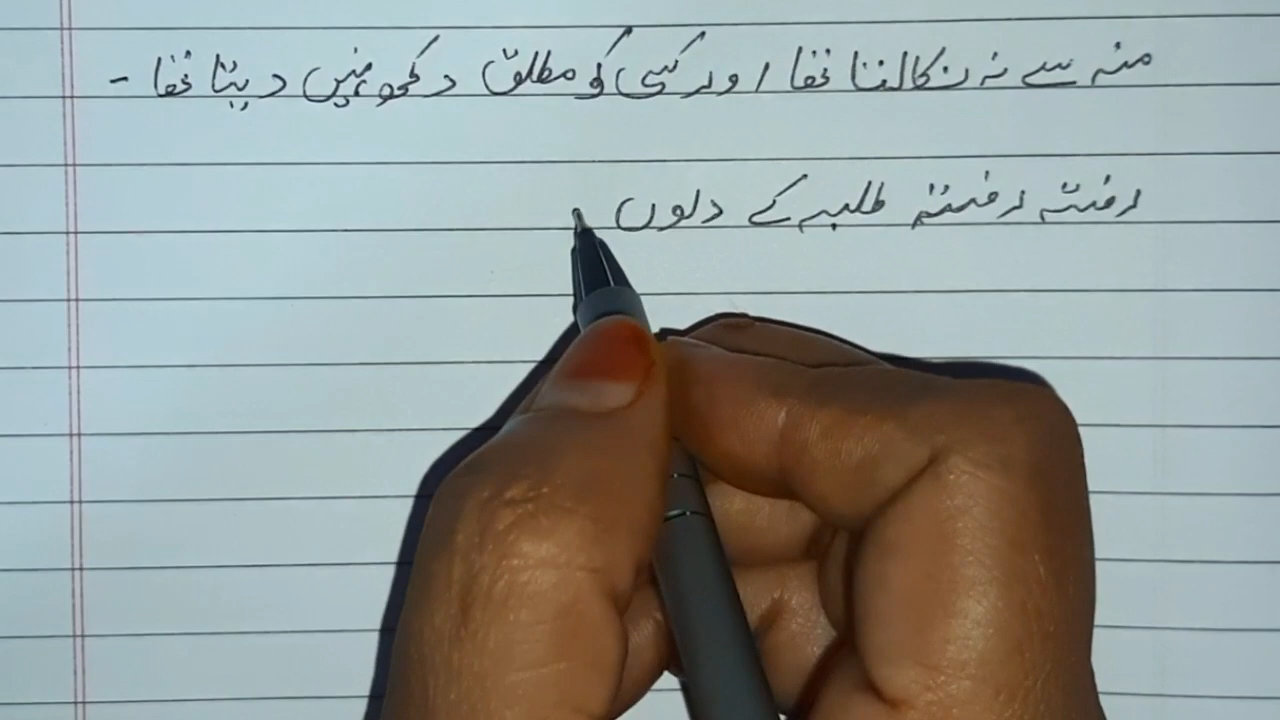 منہ سے نہ نکالتا تھا اور کسی کو مطلق دکھ نہیں دیتا تھا ۔
رفتہ رفتہ طلبہ کے دلوں